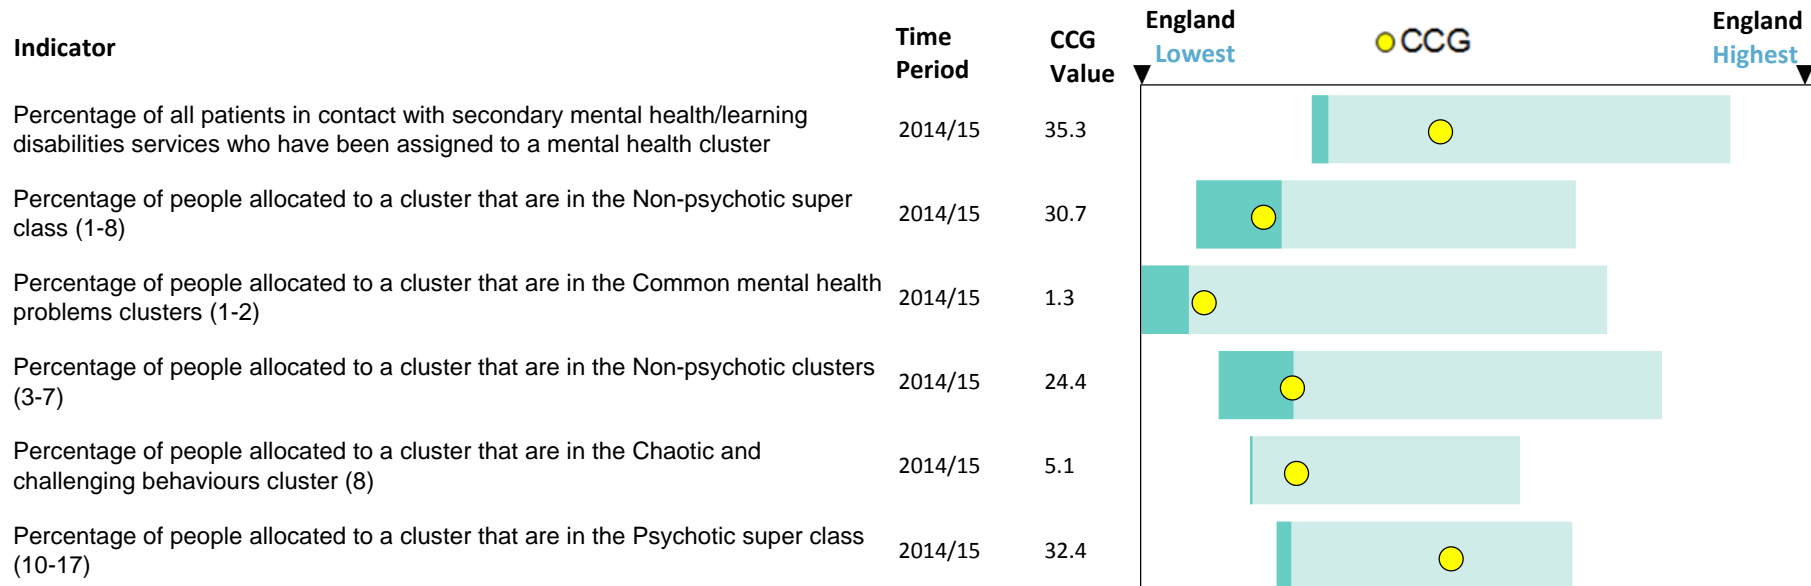 Indicator
Time
Period
CCG
Value
England
Lowest
CCG
England
Highest
Percentage of all patients in contact with secondary mental health/learning
disabilities services who have been assigned to a mental health cluster
2014/15
35.3
Percentage of people allocated to a cluster that are in the Non-psychotic super
class (1-8)
2014/15
30.7
Percentage of people allocated to a cluster that are in the Common mental health
problems clusters (1-2)
2014/15
1.3
Percentage of people allocated to a cluster that are in the Non-psychotic clusters
(3-7)
2014/15
24.4
Percentage of people allocated to a cluster that are in the Chaotic and
challenging behaviours cluster (8)
2014/15
5.1
Percentage of people allocated to a cluster that are in the Psychotic super class
(10-17)
2014/15
32.4